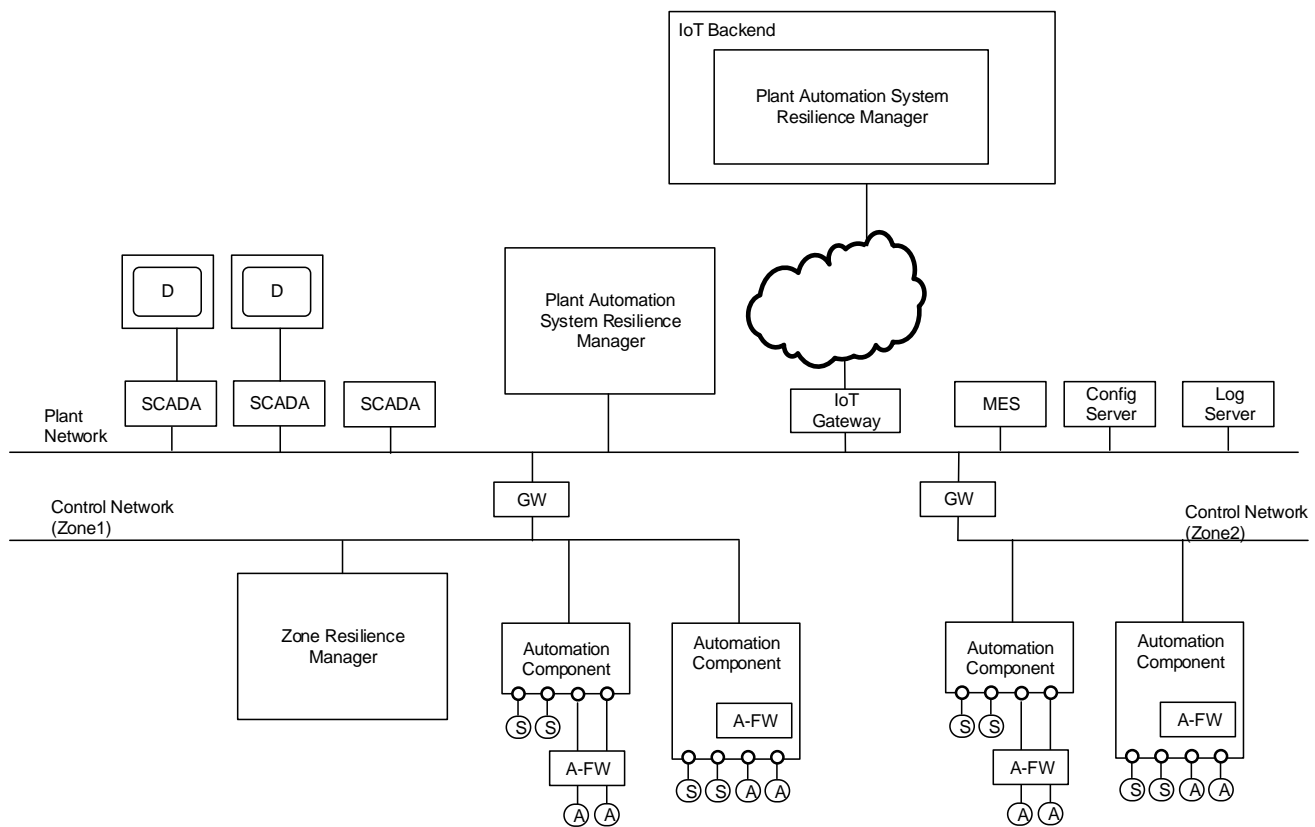 IoT Backend
Plant Automation System
Resilience Manager
D
D
Plant Automation
System Resilience
Manager
SCADA
SCADA
SCADA
IoT
Gateway
MES
Config
Server
Log
Server
Plant
Network
GW
GW
Control Network
(Zone1)
Control Network
(Zone2)
Zone Resilience
Manager
Automation
Component
Automation
Component
Automation
Component
Automation
Component
S
S
A-FW
S
S
A-FW
A-FW
S
S
A
A
A-FW
S
S
A
A
A
A
A
A